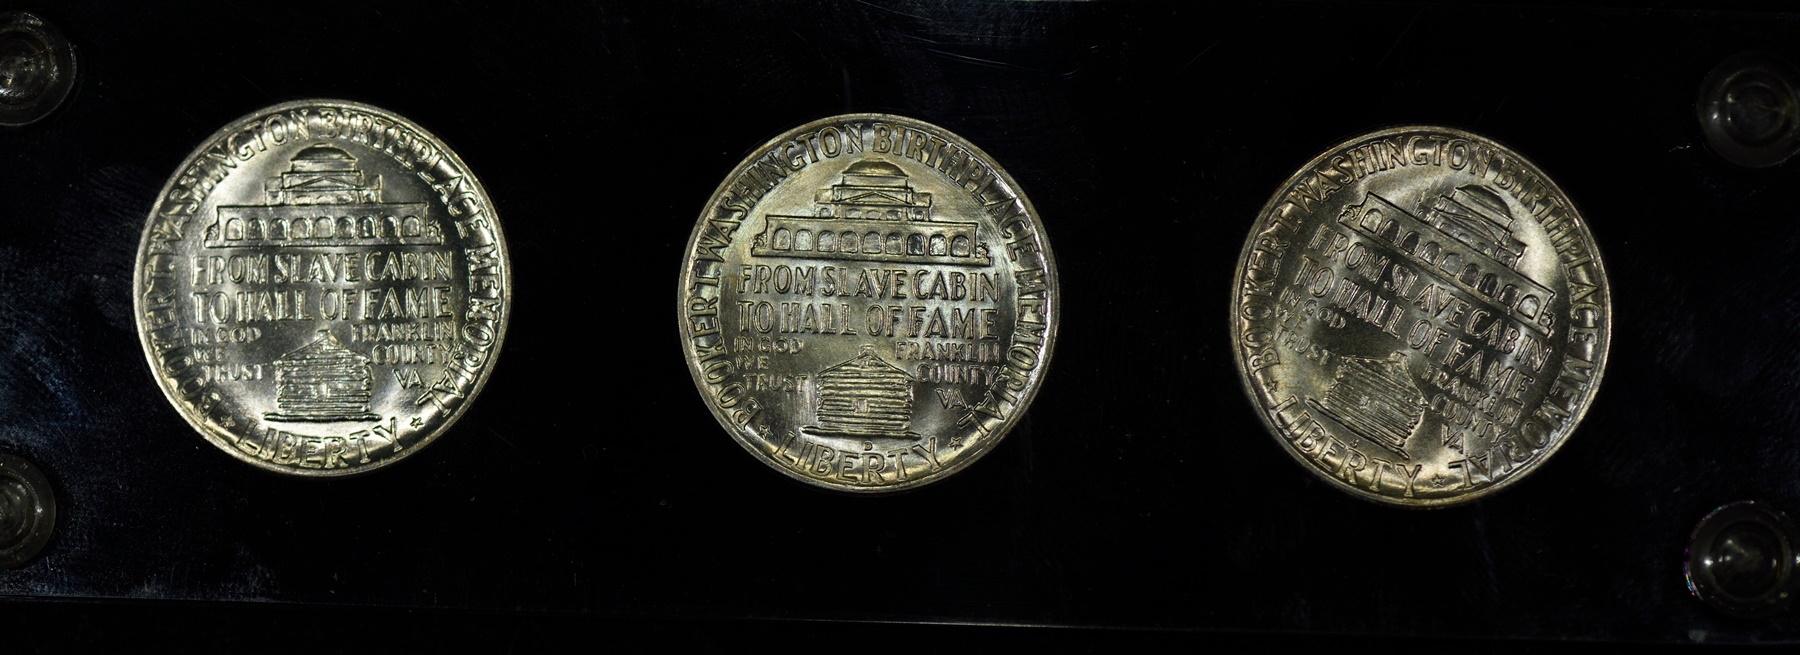 BOOKER T. WASHINGTON BIRTHPLACE MEMORIAL
FROM SLAVE CABIN
TO HALL OF FAME
IN GOD
WE
TRUST
FRANKLIN
COUNTY
VA
LIBERTY
BOOKER T. WASHINGTON BIRTHPLACE MEMORIAL
FROM SLAVE CABIN
TO HALL OF FAME
IN GOD
WE
TRUST
FRANKLIN
COUNTY
VA
D
LIBERTY
BOOKER T. WASHINGTON BIRTHPLACE MEMORIAL
FROM SLAVE CABIN
TO HALL OF FAME
IN GOD
WE
TRUST
FRANKLIN
COUNTY
VA
LIBERTY